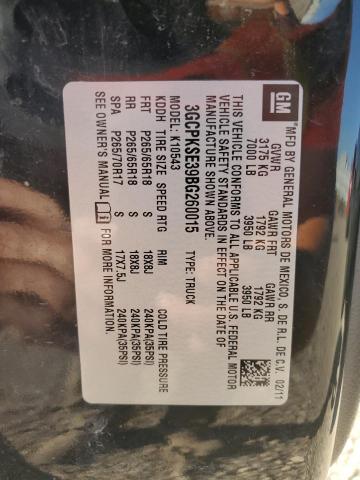 GM
MFD BY GENERAL MOTORS DE MEXICO, S. DE R.L. DE C.V. 02/11
GVWR GAWR FRT GAWR RR
3175 KG 1792 KG 1792 KG
7000 LB 3950 LB 3950 LB
THIS VEHICLE CONFORMS TO ALL APPLICABLE U.S. FEDERAL MOTOR
VEHICLE SAFETY STANDARDS IN EFFECT ON THE DATE OF
MANUFACTURE SHOWN ABOVE.
3GCPKSE39BG260015 TYPE: TRUCK
K11543
KDDH TIRE SIZE SPEED RTG RIM COLD TIRE PRESSURE
FRT P265/65R18 S 18X8J 240KPA(35PSI)
RR P265/65R18 S 18X8J 240KPA(35PSI)
SPA P265/70R17 S 17X7.5J 240KPA(35PSI)
SEE OWNER'S MANUAL FOR MORE INFORMATION.